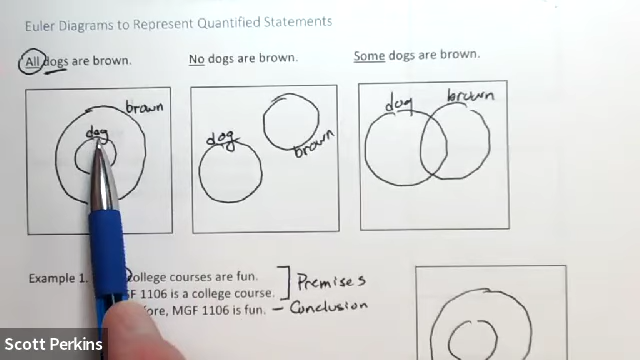 Euler Diagrams to Represent Quantified Statements
All dogs are brown.
No dogs are brown.
Some dogs are brown.
brown
dog
dog
brown
dog
brown
Example 1.
college courses are fun.
1106 is a college course.
MGF 1106 is fun.
Premises
Conclusion
Scott Perkins